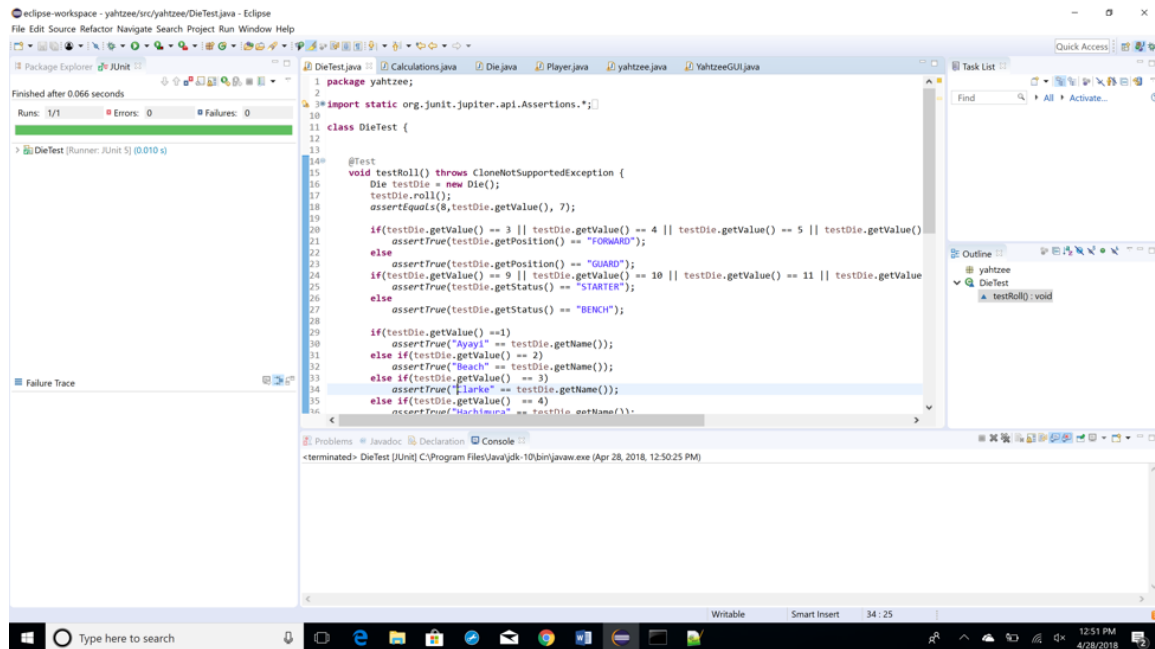 eclipse-workspace - yahtzee/src/yahtzee/DieTest.java - Eclipse
File Edit Source Refactor Navigate Search Project Run Window Help
Quick Access
Package Explorer JUnit
Finished after 0.066 seconds
Runs: 1/1 Errors: 0 Failures: 0
DieTest [Runner: JUnit 5] (0.010 s)
Failure Trace
DieTest.java Calculations.java Die.java Player.java yahtzee.java YahtzeeGUI.java
1 package yahtzee;
2
3 import static org.junit.jupiter.api.Assertions.*;
10
11 class DieTest {
12
13
14 @Test
15 void testRoll() throws CloneNotSupportedException {
16 Die testDie = new Die();
17 testDie.roll();
18 assertEquals(8,testDie.getValue(), 7);
19
20 if(testDie.getValue() == 3 || testDie.getValue() == 4 || testDie.getValue() == 5 || testDie.getValue()
21 assertTrue(testDie.getPosition() == "FORWARD");
22 else
23 assertTrue(testDie.getPosition() == "GUARD");
24 if(testDie.getValue() == 9 || testDie.getValue() == 10 || testDie.getValue() == 11 || testDie.getValue
25 assertTrue(testDie.getStatus() == "STARTER");
26 else
27 assertTrue(testDie.getStatus() == "BENCH");
28
29 if(testDie.getValue() ==1)
30 assertTrue("Ayayi" == testDie.getName());
31 else if(testDie.getValue() == 2)
32 assertTrue("Beach" == testDie.getName());
33 else if(testDie.getValue() == 3)
34 assertTrue("Clarke" == testDie.getName());
35 else if(testDie.getValue() == 4)
36 assertTrue("Hachimura" == testDie.getName());
Task List
Find All Activate...
Outline
yahtzee
DieTest
testRoll() : void
Problems Javadoc Declaration Console
<terminated> DieTest [JUnit] C:\Program Files\Java\jdk-10\bin\javaw.exe (Apr 28, 2018, 12:50:25 PM)
Writable Smart Insert 34 : 25
Type here to search
12:51 PM
4/28/2018